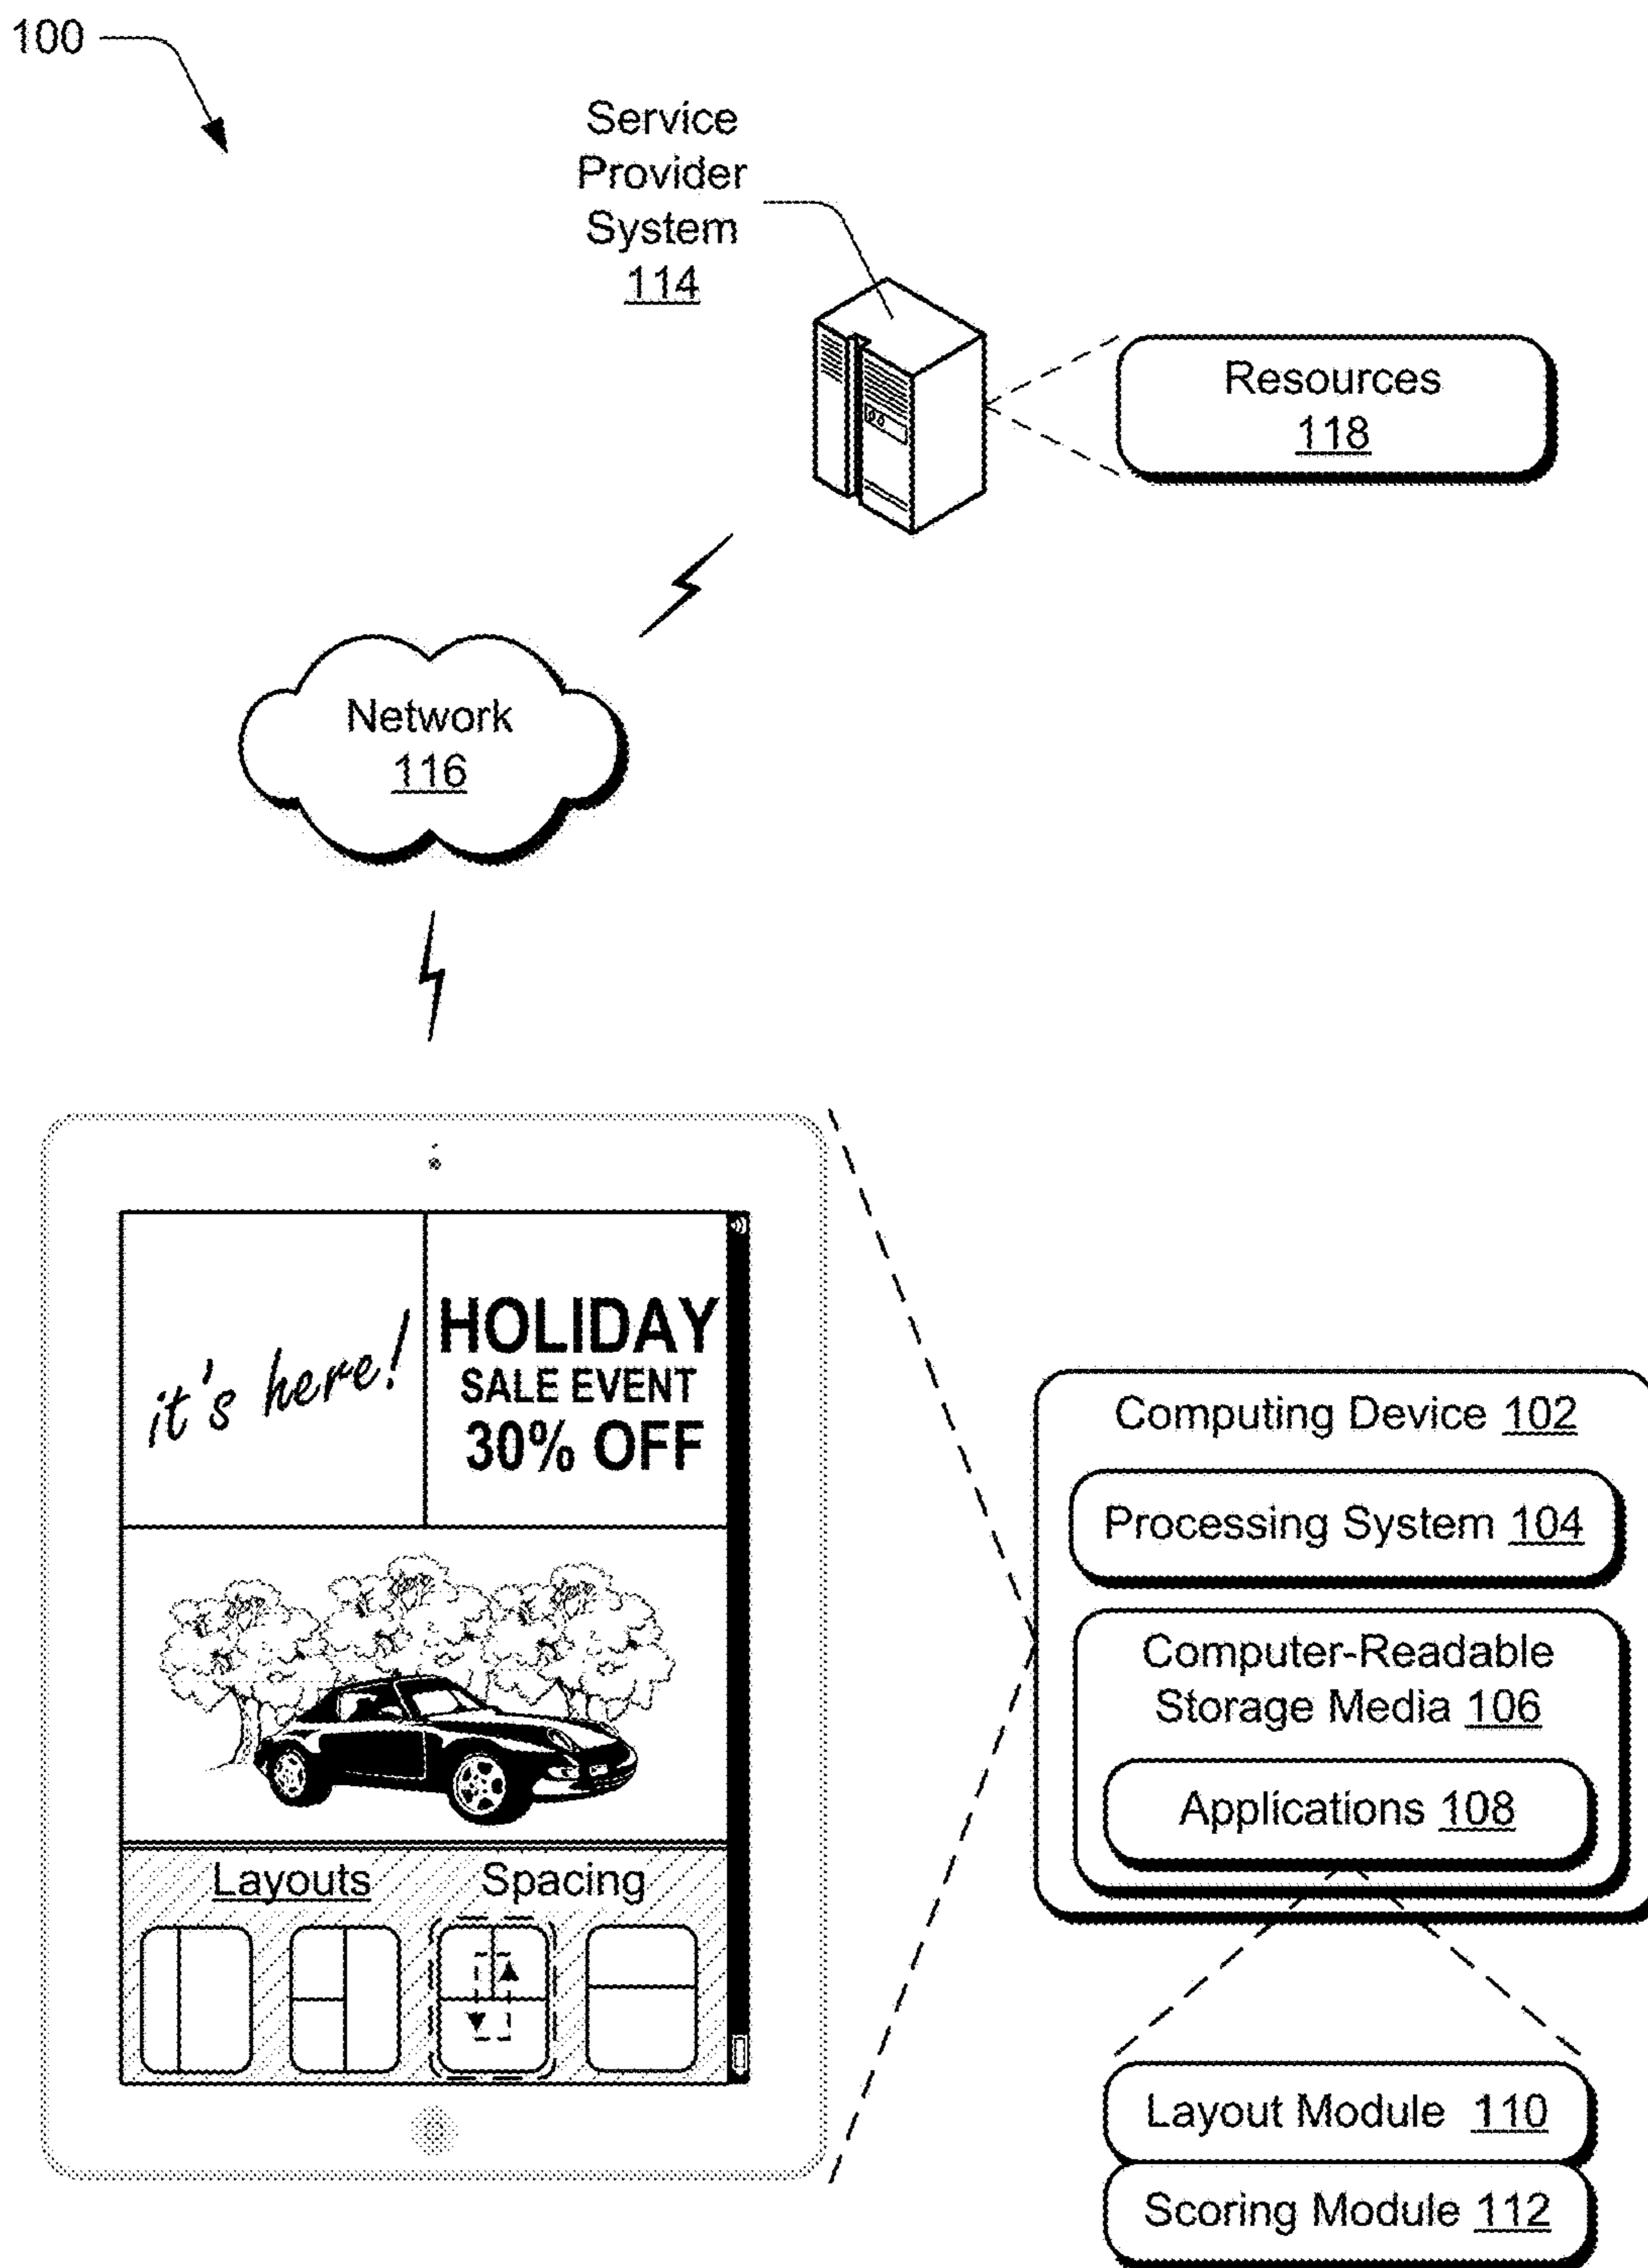 100
Service
Provider
System
114
Resources
118
Network
116
it's here!
HOLIDAY
SALE EVENT
30% OFF
Layouts Spacing
Computing Device 102
Processing System 104
Computer-Readable
Storage Media 106
Applications 108
Layout Module 110
Scoring Module 112